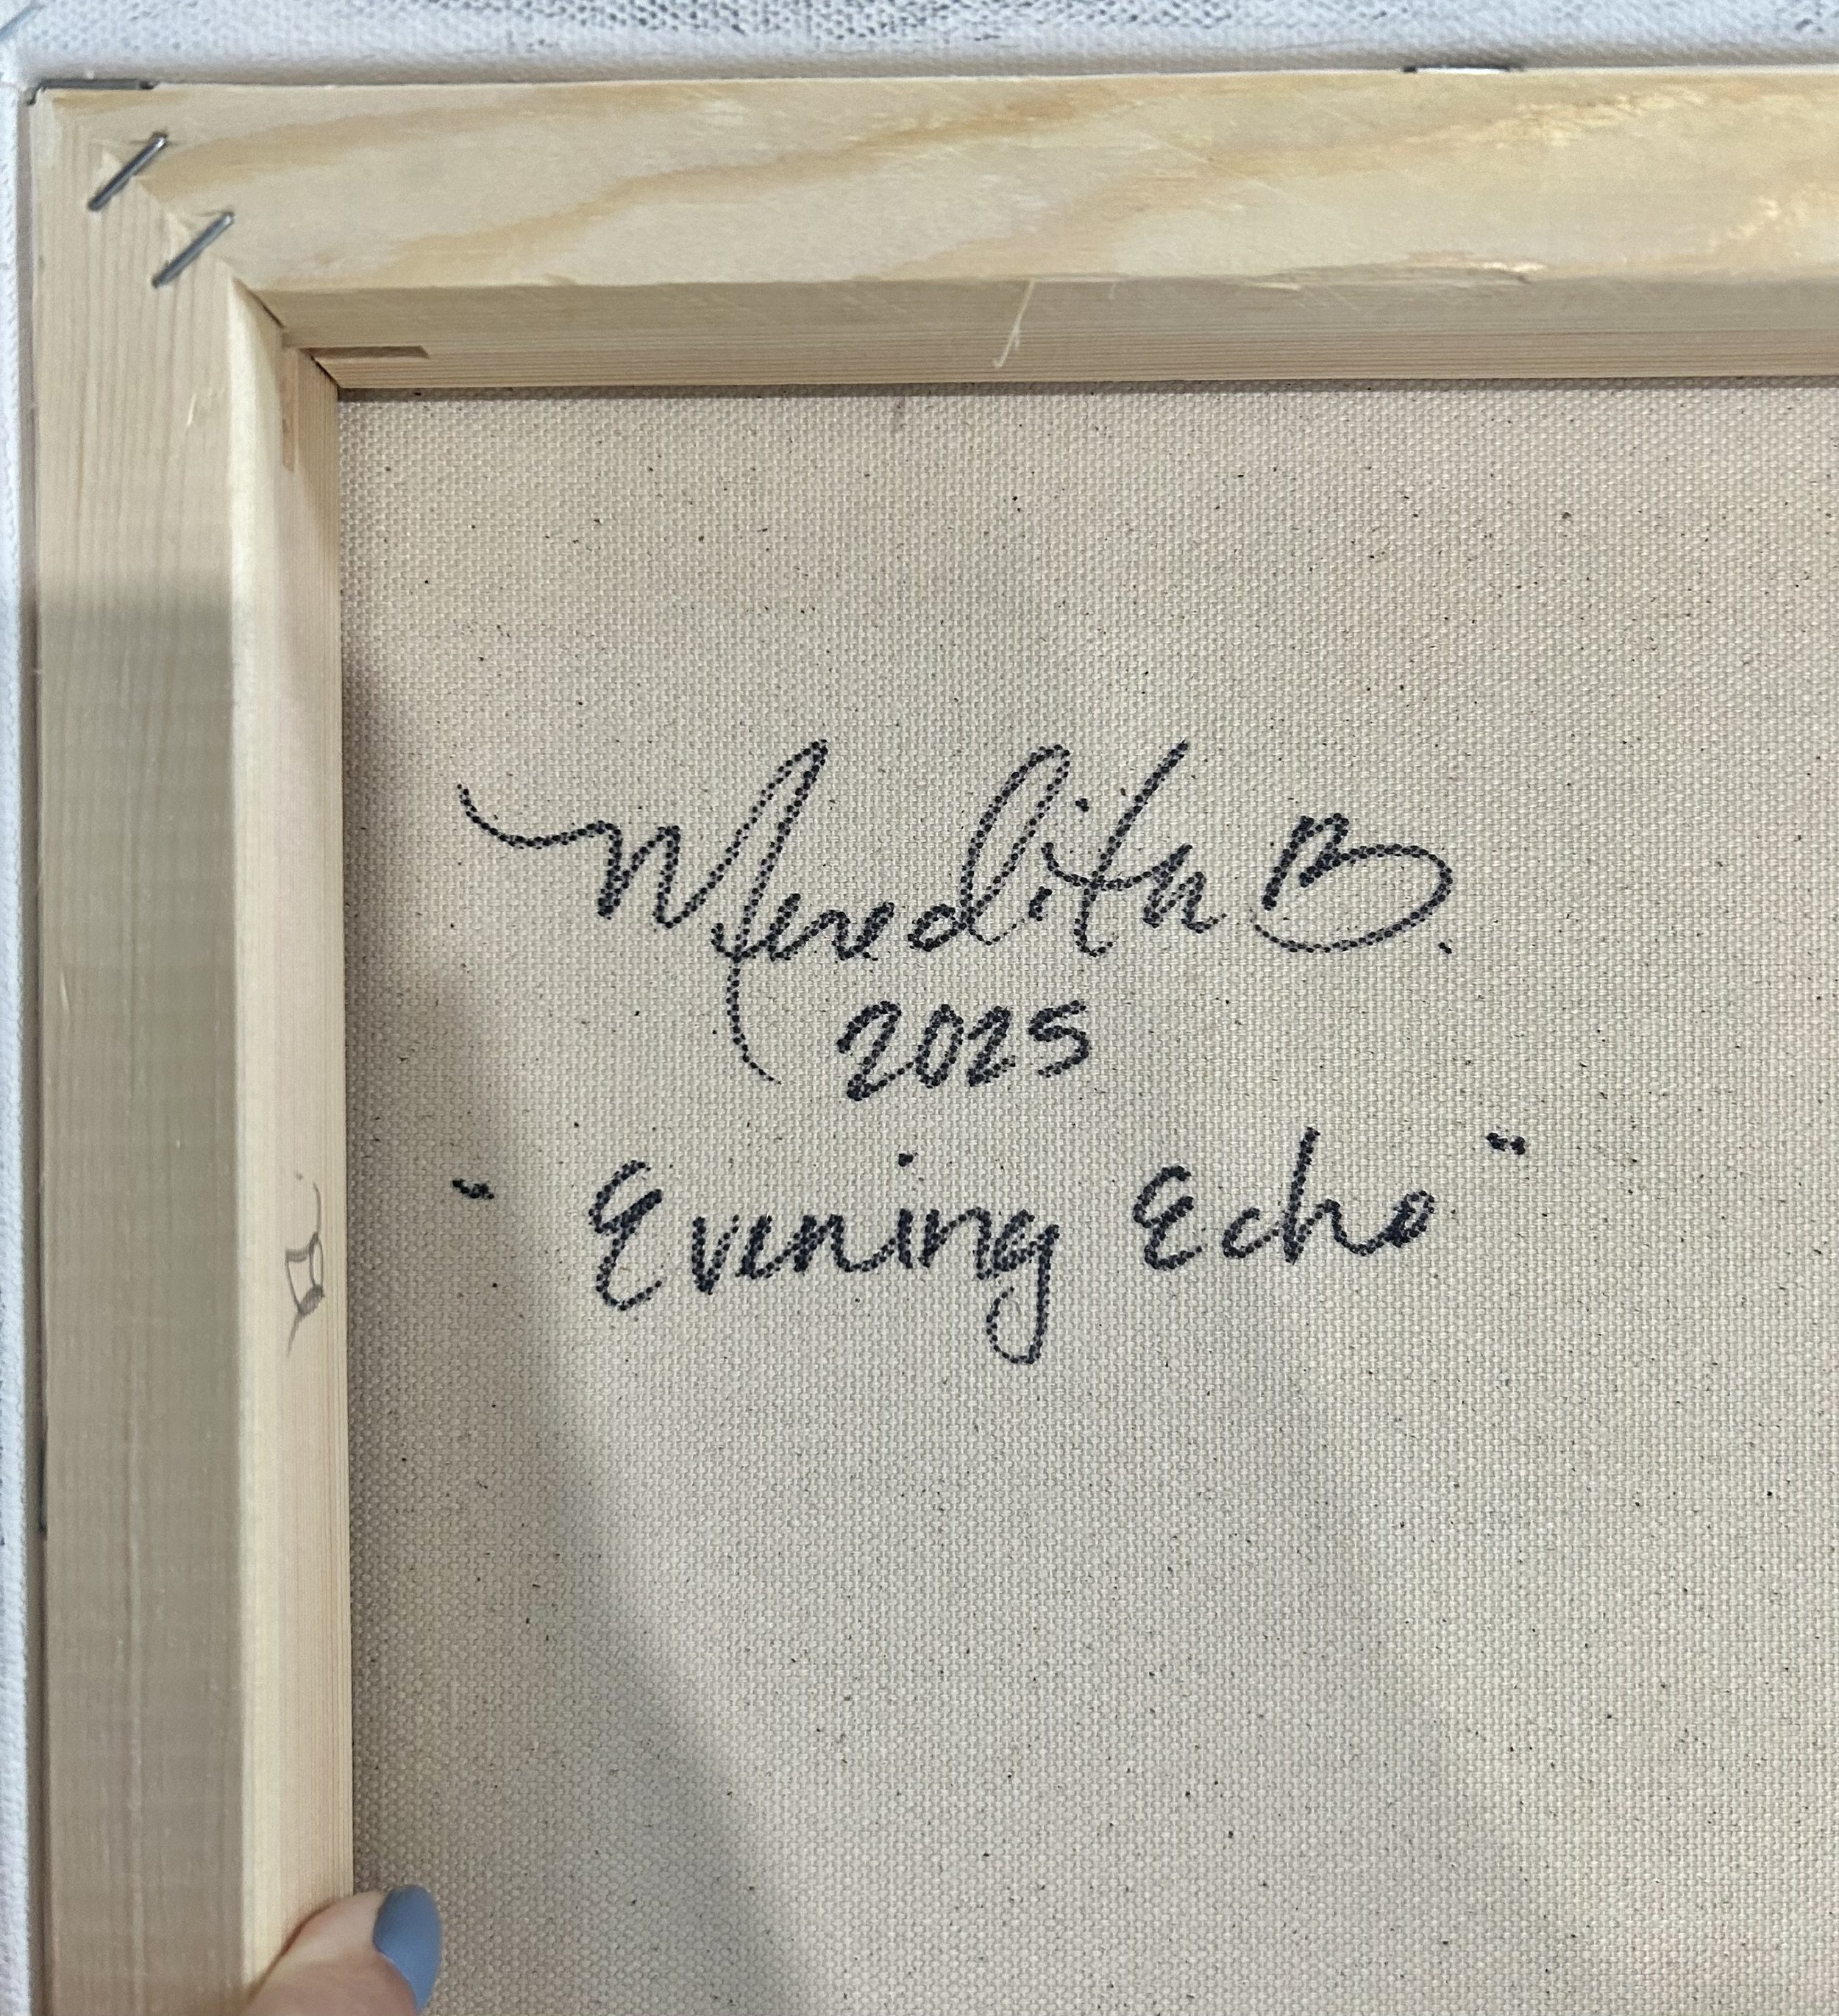 Meredith B.
2025
"Evening Echo"